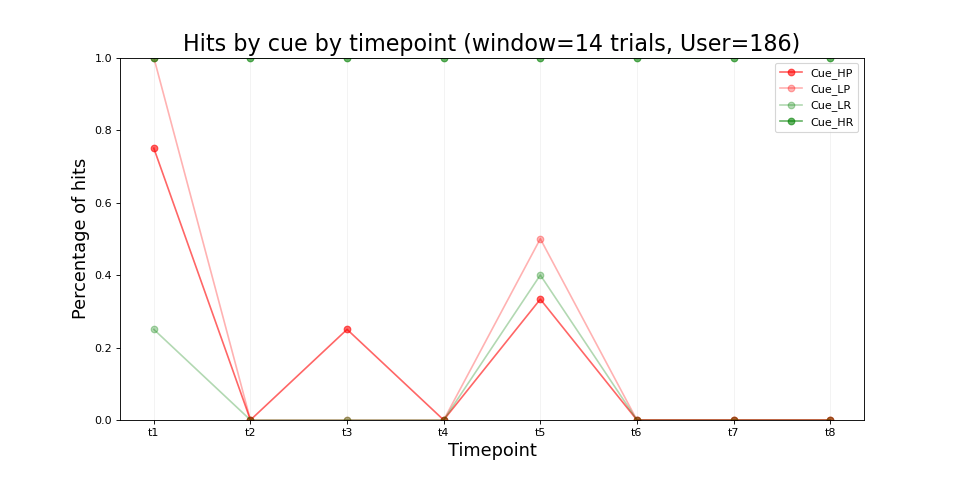 Hits by cue by timepoint (window=14 trials, User=186)
Percentage of hits
1.0
0.8
0.6
0.4
0.2
0.0
Cue_HP
Cue_LP
Cue_LR
Cue_HR
t1 t2 t3 t4 t5 t6 t7 t8
Timepoint